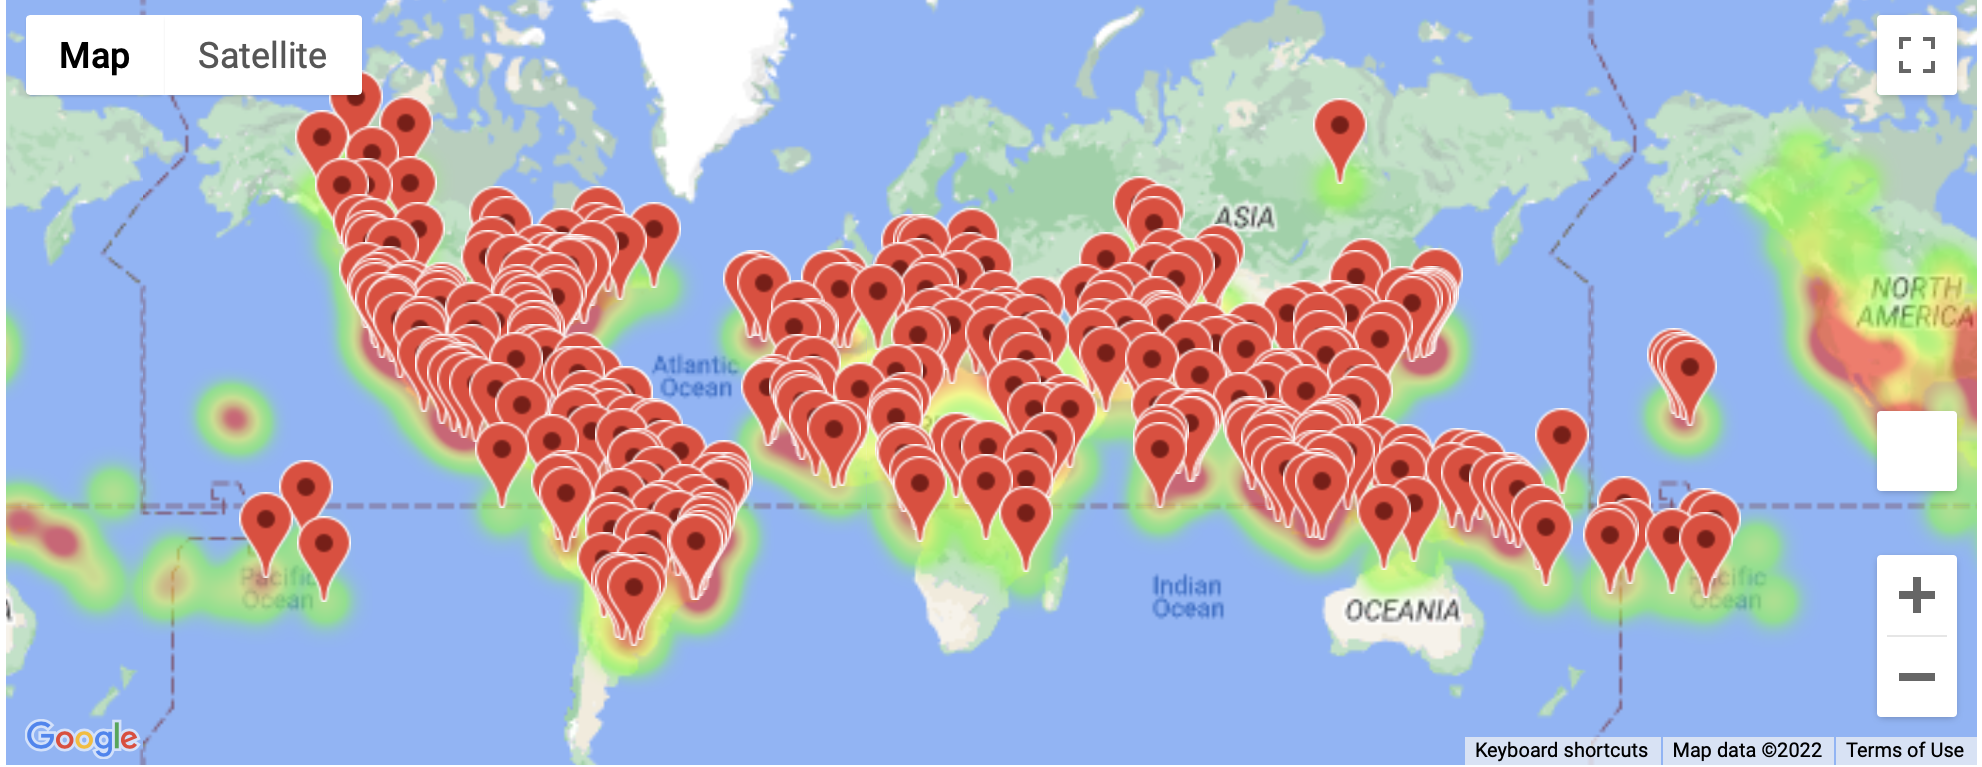 Map
Satellite
ASIA
NORTH
AMERICA
Atlantic
Ocean
Pacific
Ocean
Indian
Ocean
OCEANIA
Pacific
Ocean
Google
Keyboard shortcuts
Map data ©2022
Terms of Use